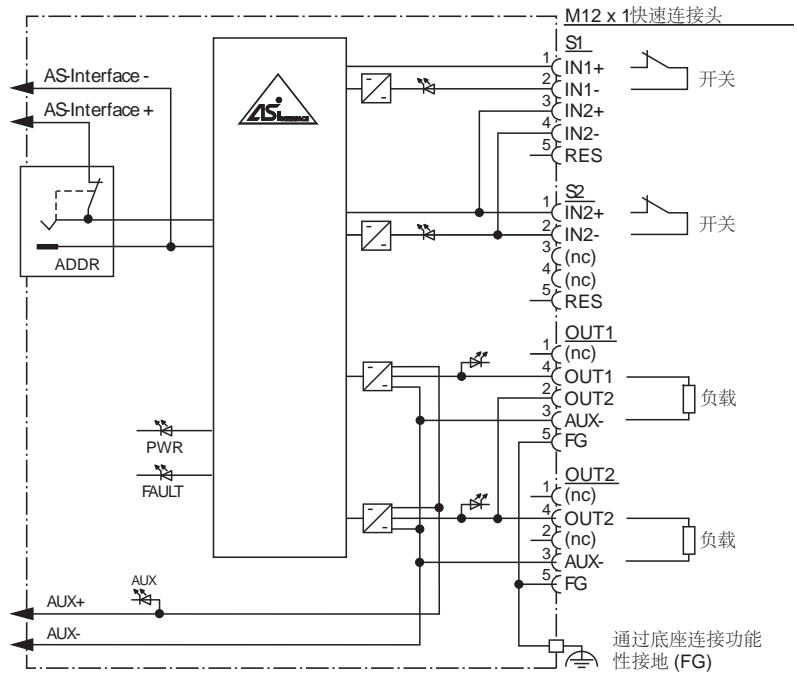 M12 x 1快速连接头
S1
1 IN1+
2 IN1-
3 IN2+
4 IN2-
5 RES
开关
AS-Interface -
AS-Interface +
ASi
INTERFACE
ADDR
S2
1 IN2+
2 IN2-
3 (nc)
4 (nc)
5 RES
开关
OUT1
1 (nc)
4 OUT1
2 OUT2
3 AUX-
5 FG
负载
PWR
FAULT
OUT2
1 (nc)
4 OUT2
2 (nc)
3 AUX-
5 FG
负载
AUX
AUX+
AUX-
通过底座连接功能
性接地 (FG)